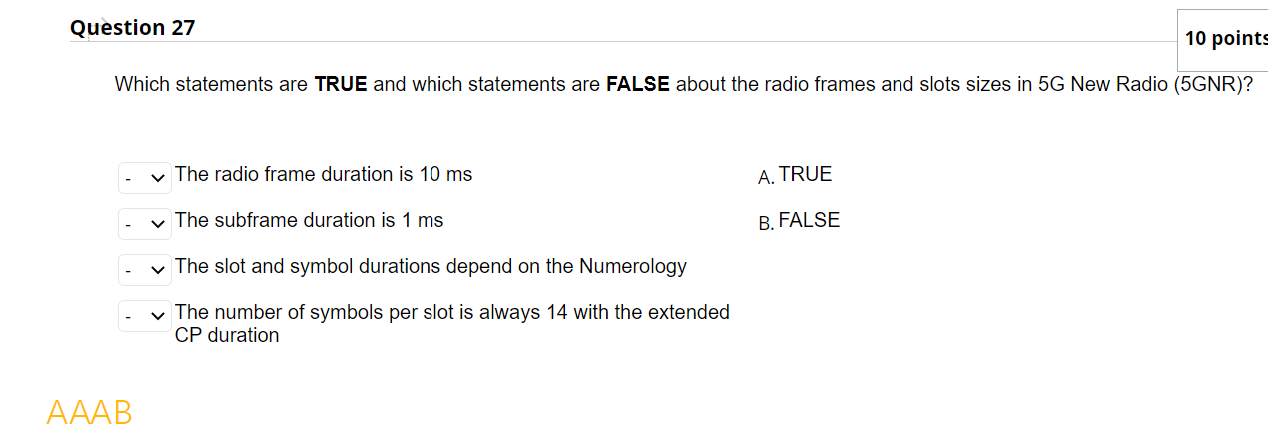 Question 27
10 points
Which statements are TRUE and which statements are FALSE about the radio frames and slots sizes in 5G New Radio (5GNR)?
- The radio frame duration is 10 ms
A. TRUE
- The subframe duration is 1 ms
B. FALSE
- The slot and symbol durations depend on the Numerology
- The number of symbols per slot is always 14 with the extended
CP duration
AAAB